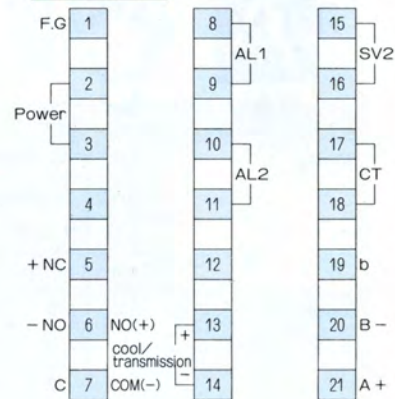 F.G 1 8 15
AL1 SV2
2 9 16
Power
3 10 17
AL2 CT
4 11 18
+ NC 5 12 19 b
− NO 6 NO(+) + 13 20 B −
cool/
transmission
C 7 COM(−) − 14 21 A +